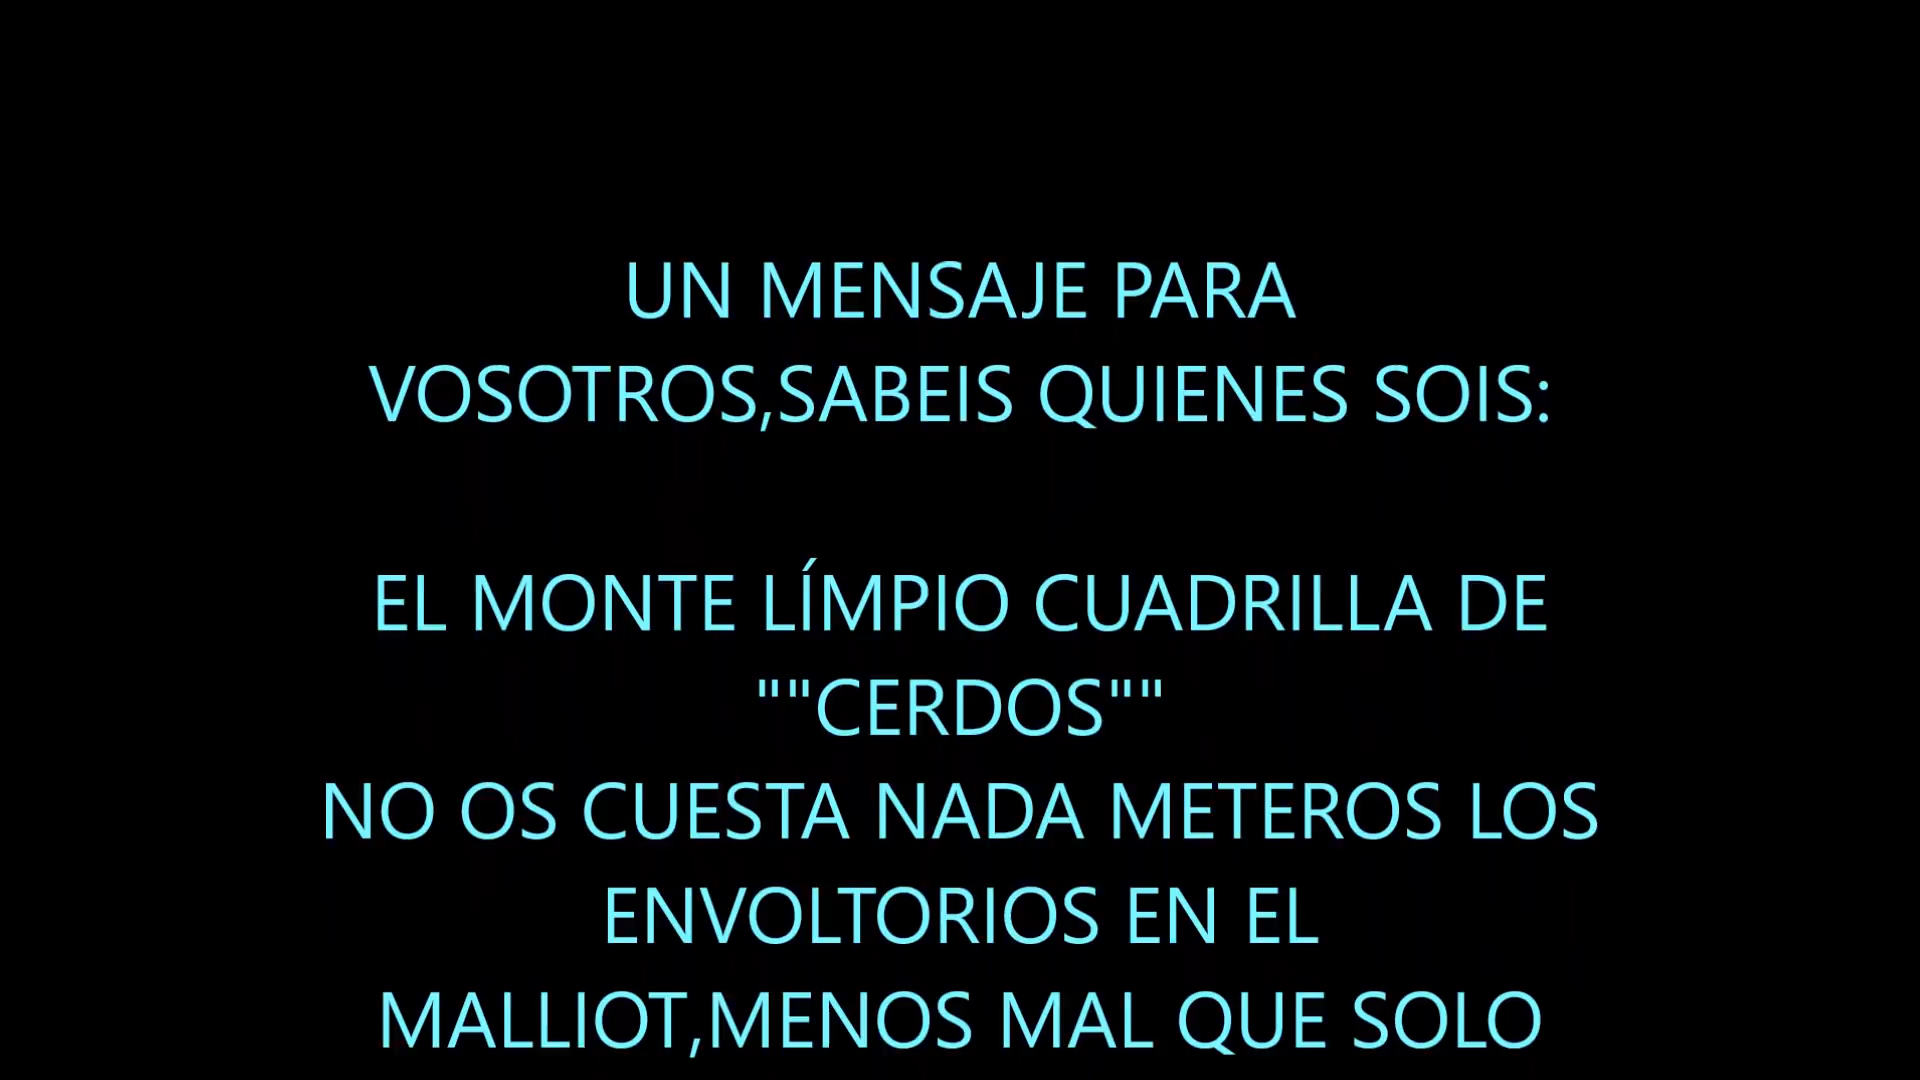 UN MENSAJE PARA
VOSOTROS,SABEIS QUIENES SOIS:
EL MONTE LÍMPIO CUADRILLA DE
""CERDOS""
NO OS CUESTA NADA METEROS LOS
ENVOLTORIOS EN EL
MALLIOT,MENOS MAL QUE SOLO